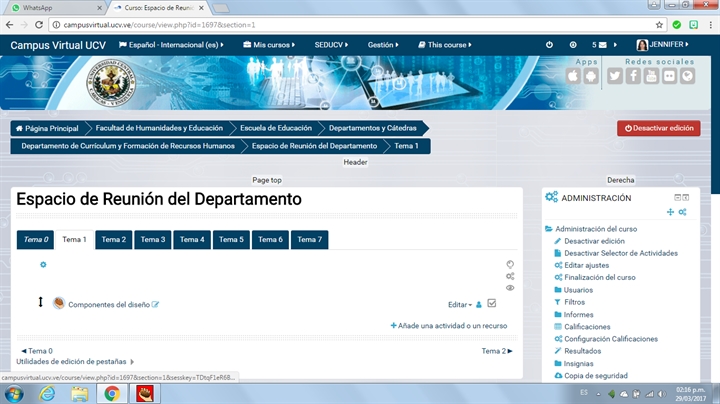 WhatsApp
Curso: Espacio de Reunic
campusvirtual.ucv.ve/course/view.php?id=1697&section=1
Campus Virtual UCV
Español - Internacional (es)
Mis cursos
SEDUCV
Gestión
This course
5
JENNIFER
Apps
Redes sociales
Página Principal
Facultad de Humanidades y Educación
Escuela de Educación
Departamentos y Cátedras
Desactivar edición
Departamento de Currículum y Formación de Recursos Humanos
Espacio de Reunión del Departamento
Tema 1
Header
Page top
Derecha
Espacio de Reunión del Departamento
Tema 0
Tema 1
Tema 2
Tema 3
Tema 4
Tema 5
Tema 6
Tema 7
Componentes del diseño
Editar
Añade una actividad o un recurso
Tema 0
Tema 2
Utilidades de edición de pestañas
ADMINISTRACIÓN
Administración del curso
Desactivar edición
Desactivar Selector de Actividades
Editar ajustes
Finalización del curso
Usuarios
Filtros
Informes
Calificaciones
Configuración Calificaciones
Resultados
Insignias
Copia de seguridad
campusvirtual.ucv.ve/course/view.php?id=1697&section=1&sesskey=TDtqF1eR6B...
ES
02:16 p.m.
29/03/2017